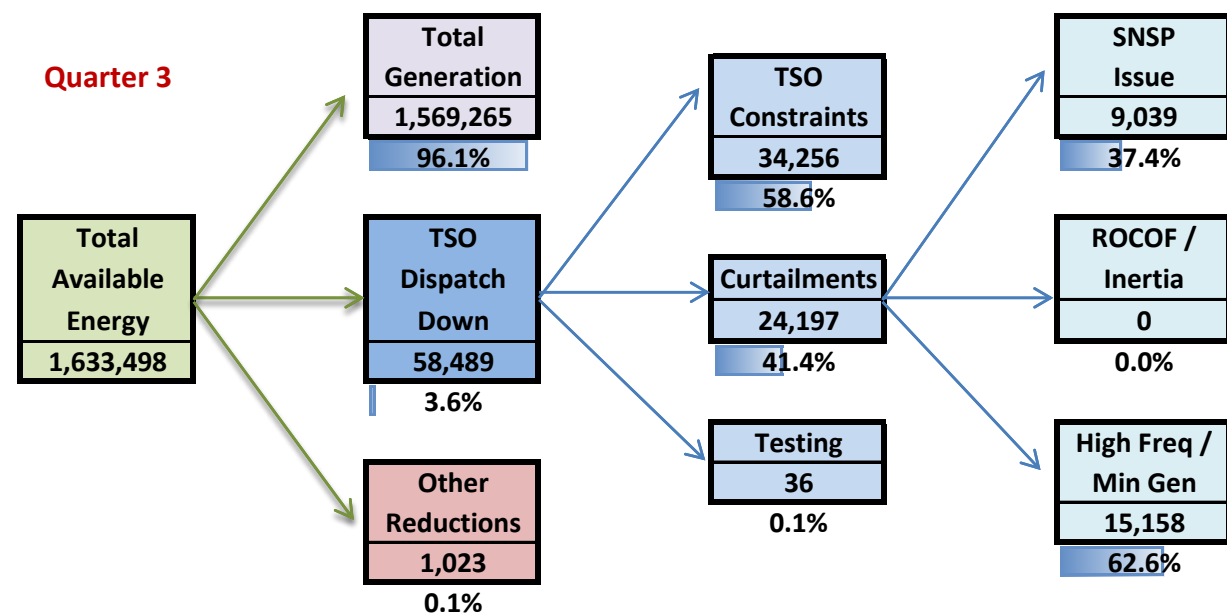 Quarter 3
Total
Available
Energy
1,633,498
Total
Generation
1,569,265
96.1%
TSO
Dispatch
Down
58,489
3.6%
Other
Reductions
1,023
0.1%
TSO
Constraints
34,256
58.6%
Curtailments
24,197
41.4%
Testing
36
0.1%
SNSP
Issue
9,039
37.4%
ROCOF /
Inertia
0
0.0%
High Freq /
Min Gen
15,158
62.6%